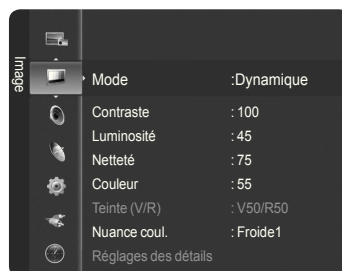 Image
Mode :Dynamique
Contraste : 100
Luminosité : 45
Netteté : 75
Couleur : 55
Teinte (V/R) : V50/R50
Nuance coul. : Froide1
Réglages des détails